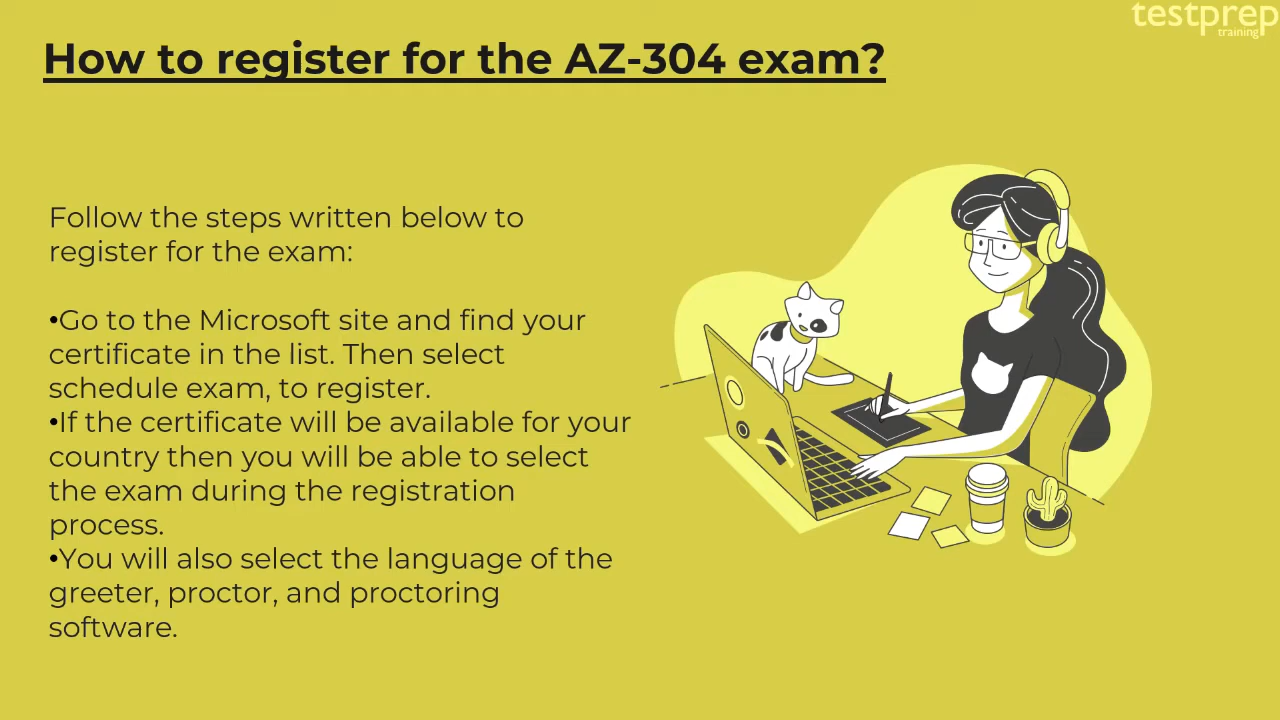 testprep
training
How to register for the AZ-304 exam?
Follow the steps written below to
register for the exam:
•Go to the Microsoft site and find your
certificate in the list. Then select
schedule exam, to register.
•If the certificate will be available for your
country then you will be able to select
the exam during the registration
process.
•You will also select the language of the
greeter, proctor, and proctoring
software.